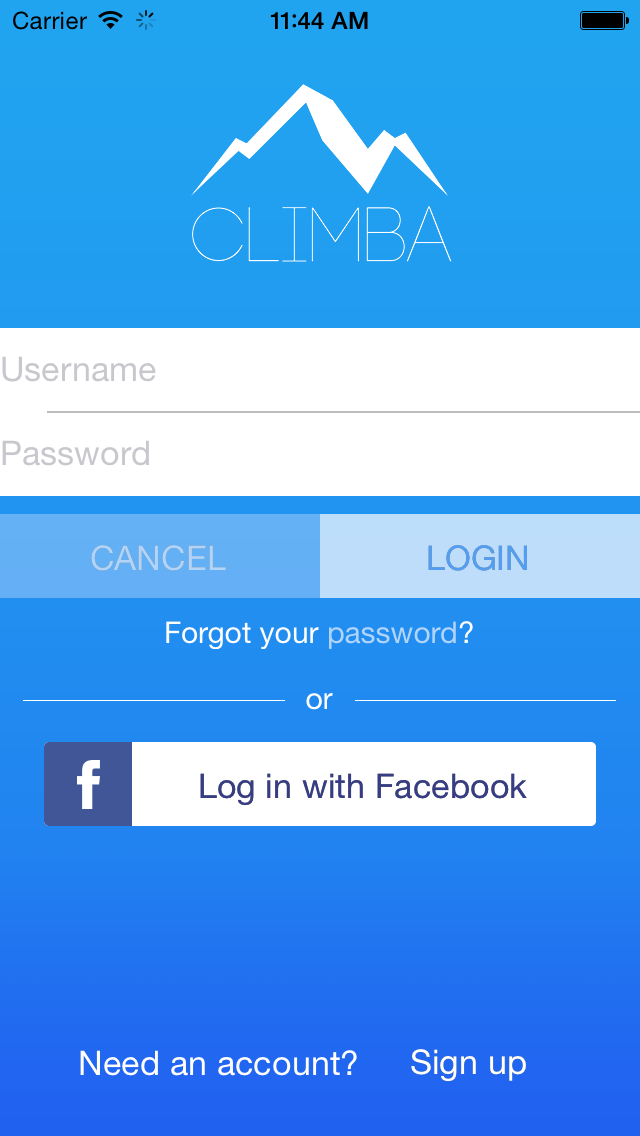 Carrier 11:44 AM
CLIMBA
Username
Password
CANCEL LOGIN
Forgot your password?
or
f Log in with Facebook
Need an account? Sign up